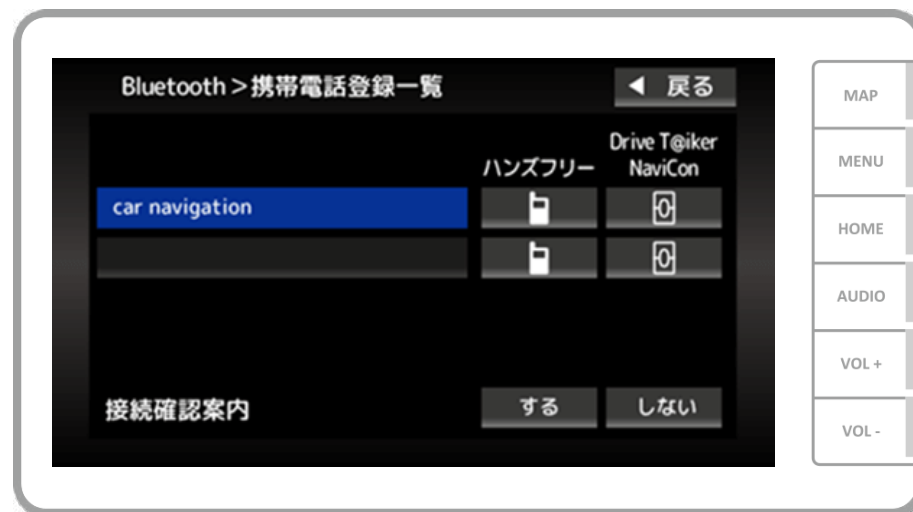 Bluetooth＞携帯電話登録一覧
◀ 戻る
ハンズフリー
Drive T@iker
NaviCon
car navigation
接続確認案内
する
しない
MAP
MENU
HOME
AUDIO
VOL +
VOL -